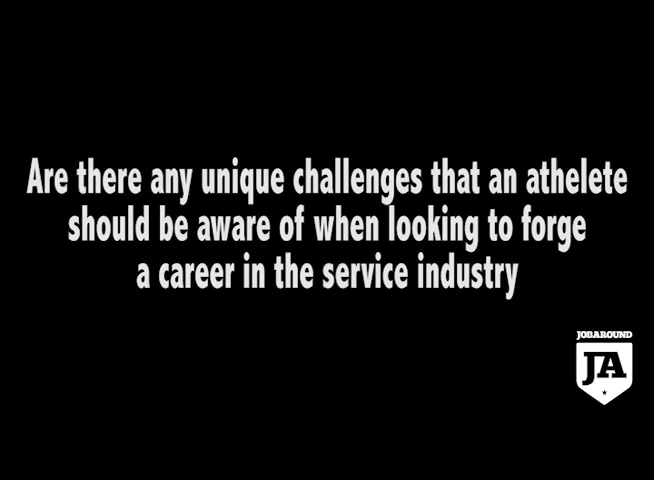 Are there any unique challenges that an athelete
should be aware of when looking to forge
a career in the service industry
JOBAROUND
JA